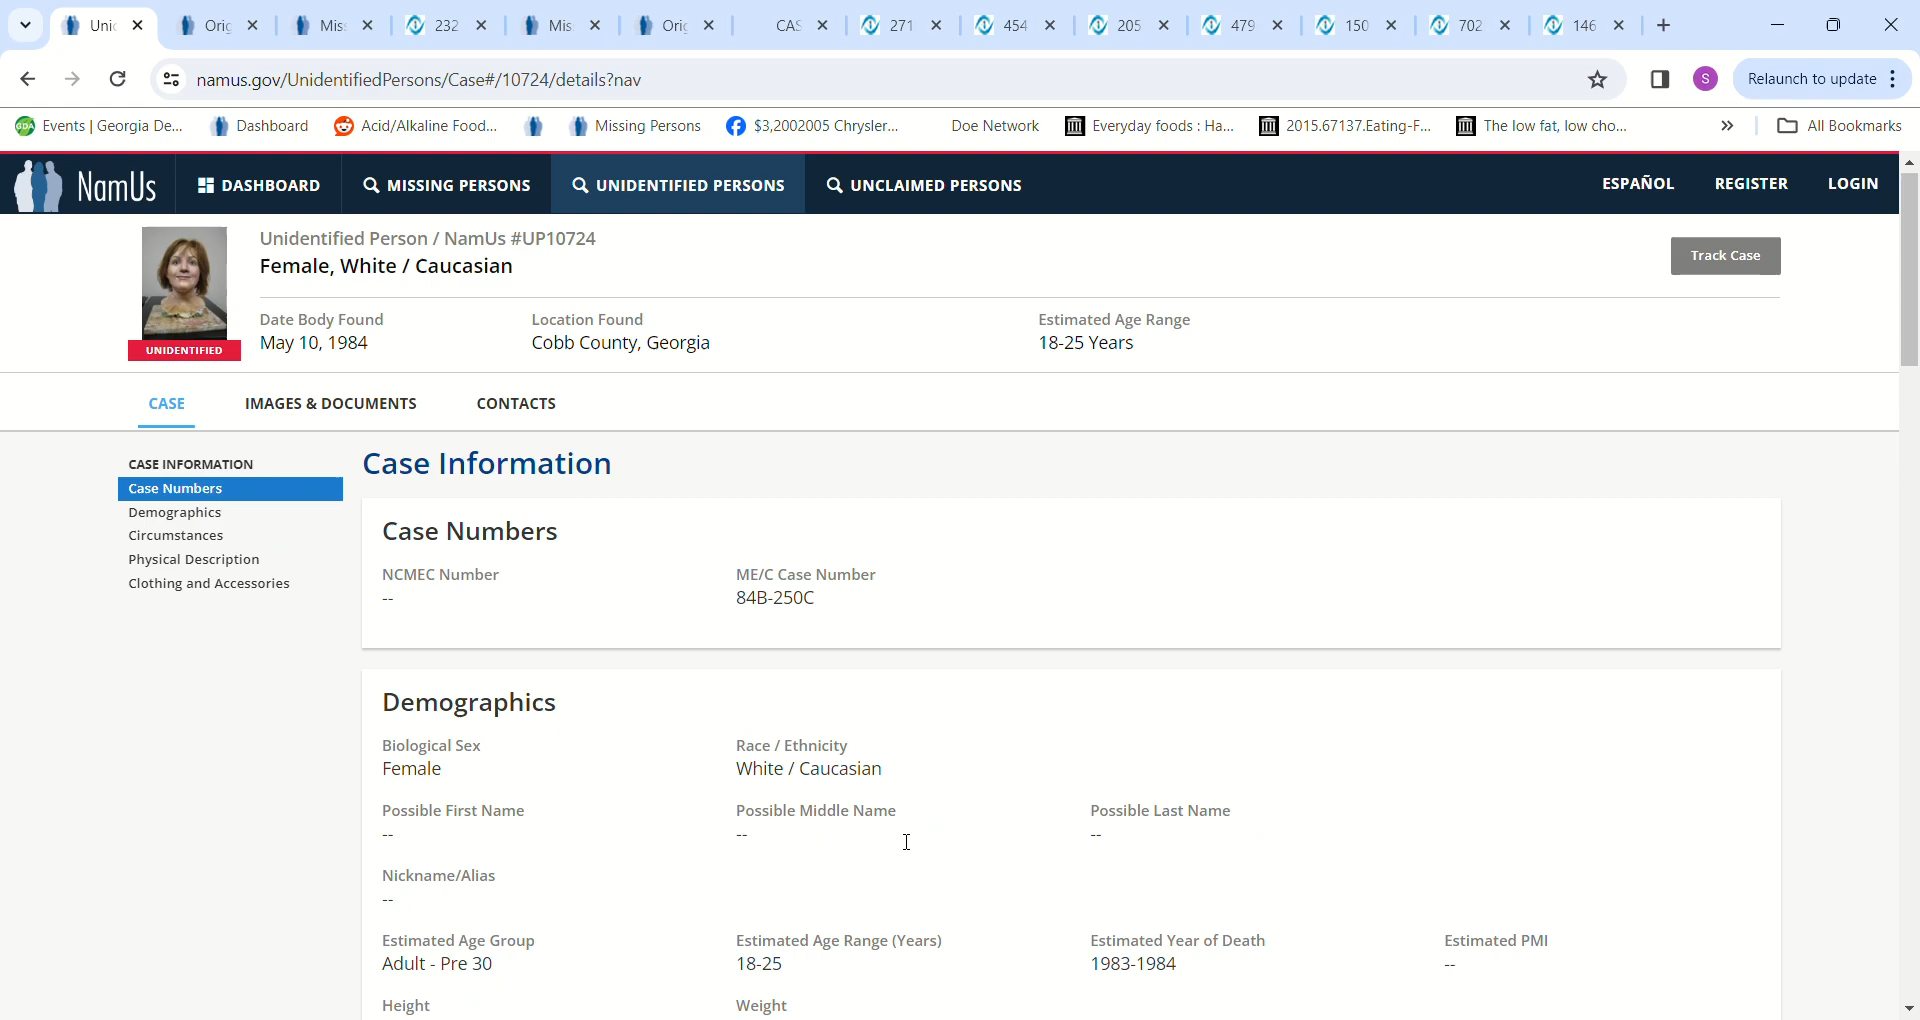 Unic
Orig
Mis
232
Mis
Orig
CAS
271
454
205
479
150
702
146
namus.gov/UnidentifiedPersons/Case#/10724/details?nav
S
Relaunch to update
GDA
Events | Georgia De...
Dashboard
Acid/Alkaline Food...
Missing Persons
$3,2002005 Chrysler...
Doe Network
Everyday foods : Ha...
2015.67137.Eating-F...
The low fat, low cho...
»
All Bookmarks
NamUs
DASHBOARD
MISSING PERSONS
UNIDENTIFIED PERSONS
UNCLAIMED PERSONS
ESPAÑOL
REGISTER
LOGIN
Unidentified Person / NamUs #UP10724
Female, White / Caucasian
Track Case
UNIDENTIFIED
Date Body Found
May 10, 1984
Location Found
Cobb County, Georgia
Estimated Age Range
18-25 Years
CASE
IMAGES & DOCUMENTS
CONTACTS
CASE INFORMATION
Case Numbers
Demographics
Circumstances
Physical Description
Clothing and Accessories
Case Information
Case Numbers
NCMEC Number
--
ME/C Case Number
84B-250C
Demographics
Biological Sex
Female
Race / Ethnicity
White / Caucasian
Possible First Name
--
Possible Middle Name
--
Possible Last Name
--
Nickname/Alias
--
Estimated Age Group
Adult - Pre 30
Estimated Age Range (Years)
18-25
Estimated Year of Death
1983-1984
Estimated PMI
--
Height
Weight